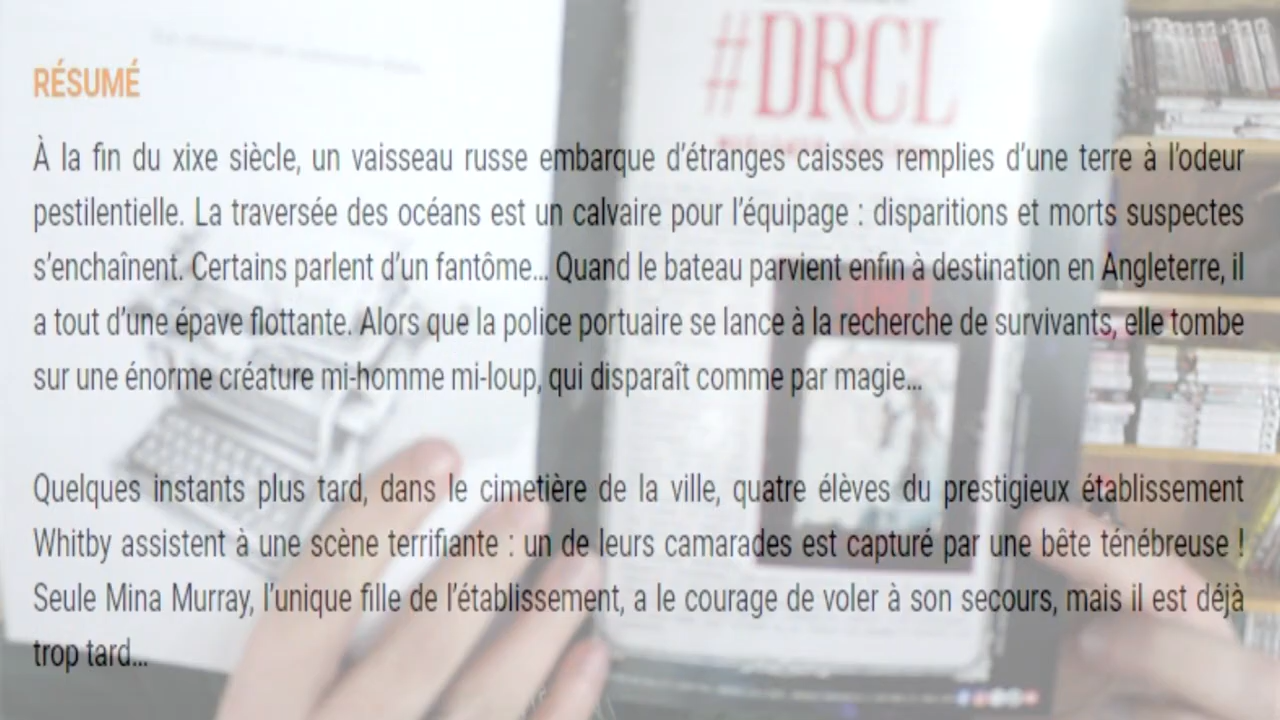 #DRCL
RÉSUMÉ
À la fin du xixe siècle, un vaisseau russe embarque d’étranges caisses remplies d’une terre à l’odeur
pestilentielle. La traversée des océans est un calvaire pour l’équipage : disparitions et morts suspectes
s’enchaînent. Certains parlent d’un fantôme... Quand le bateau parvient enfin à destination en Angleterre, il
a tout d’une épave flottante. Alors que la police portuaire se lance à la recherche de survivants, elle tombe
sur une énorme créature mi-homme mi-loup, qui disparaît comme par magie...
Quelques instants plus tard, dans le cimetière de la ville, quatre élèves du prestigieux établissement
Whitby assistent à une scène terrifiante : un de leurs camarades est capturé par une bête ténébreuse !
Seule Mina Murray, l’unique fille de l’établissement, a le courage de voler à son secours, mais il est déjà
trop tard...